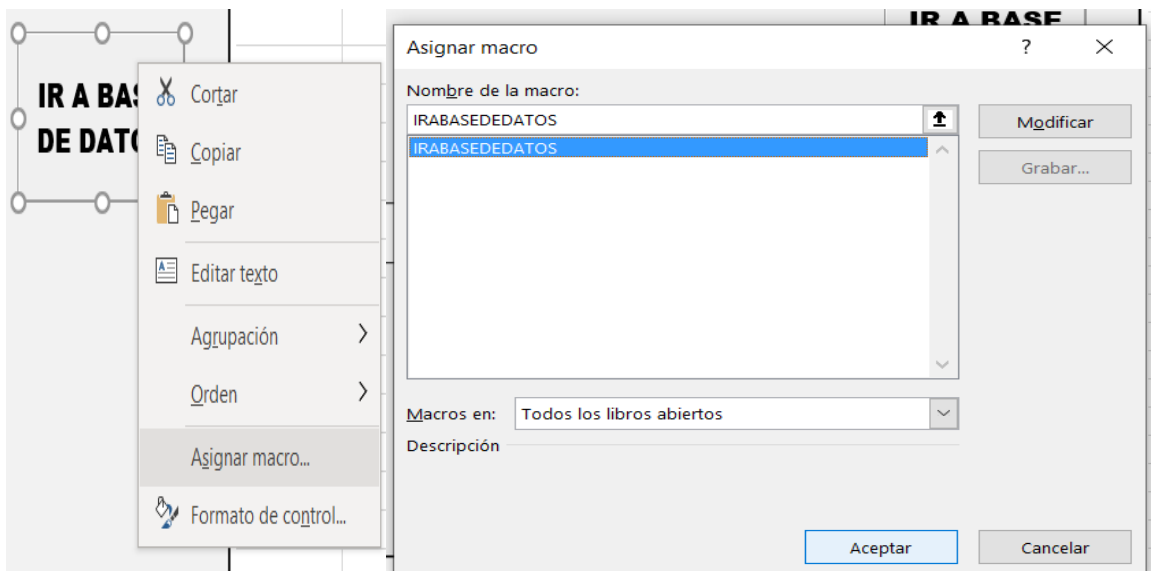 IR A BAS
DE DATO
Cortar
Copiar
Pegar
Editar texto
Agrupación
Orden
Asignar macro...
Formato de control...
IR A BASE
Asignar macro
?
Nombre de la macro:
IRABASEDEDATOS
IRABASEDEDATOS
Modificar
Grabar...
Macros en: Todos los libros abiertos
Descripción
Aceptar
Cancelar